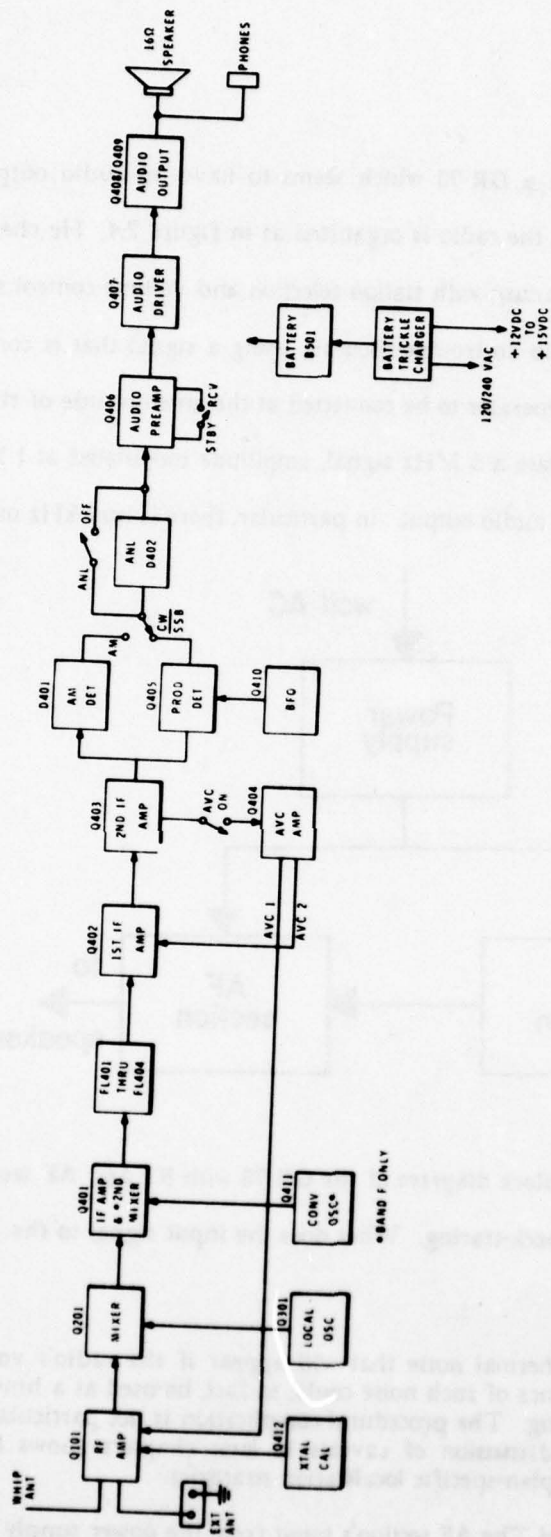 WHIP
ANT
EXT
ANT
Q101
RF
AMP
Q412
XTAL
CAL
Q201
MIXER
Q301
LOCAL
OSC
Q401
IF AMP
& *2ND
MIXER
Q411
CONV
OSC*
*BAND F ONLY
FL401
THRU
FL404
Q402
1ST IF
AMP
Q403
2ND IF
AMP
AVC
ON
Q404
AVC
AMP
AVC 1
AVC 2
D401
AM
DET
Q405
PROD
DET
Q410
BFO
AM
CW
SSB
ANL
OFF
ANL
D402
Q406
AUDIO
PREAMP
STBY
REV
Q407
AUDIO
DRIVER
Q408/Q409
AUDIO
OUTPUT
16Ω
SPEAKER
PHONES
BATTERY
B501
BATTERY
TRICKLE
CHARGER
120/240 VAC
+12VDC
TO
+15VDC